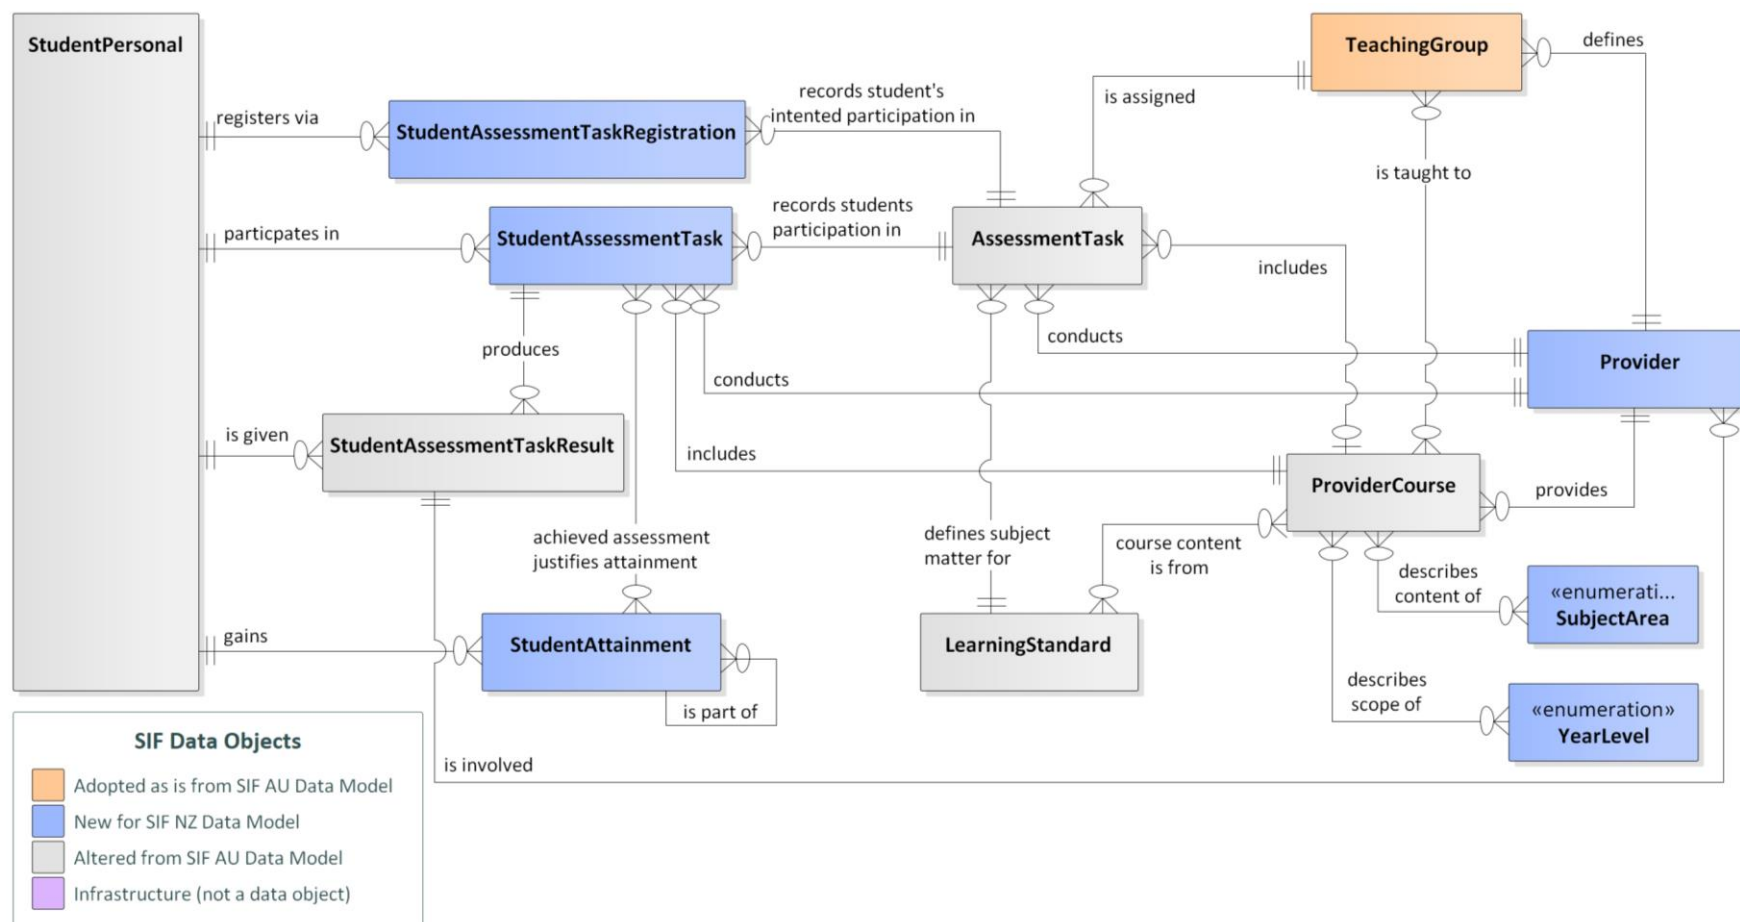 StudentPersonal
TeachingGroup
defines
records student's
intented participation in
is assigned
registers via
StudentAssessmentTaskRegistration
is taught to
records students
participation in
particpates in
StudentAssessmentTask
AssessmentTask
includes
produces
conducts
Provider
conducts
is given
StudentAssessmentTaskResult
includes
ProviderCourse
provides
achieved assessment
justifies attainment
defines subject
matter for
course content
is from
describes
content of
«enumerati...
SubjectArea
gains
StudentAttainment
LearningStandard
is part of
describes
scope of
«enumeration»
YearLevel
is involved
SIF Data Objects
Adopted as is from SIF AU Data Model
New for SIF NZ Data Model
Altered from SIF AU Data Model
Infrastructure (not a data object)